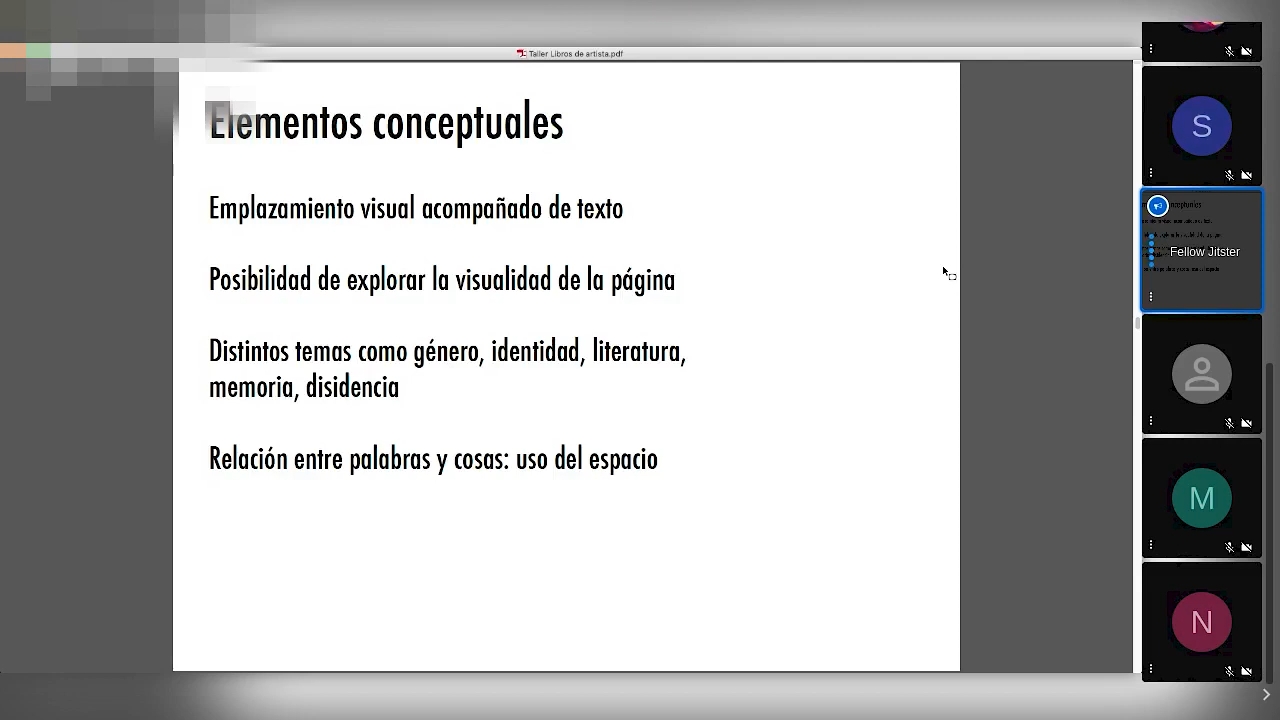 Taller Libros de artista.pdf
Elementos conceptuales
Emplazamiento visual acompañado de texto
Posibilidad de explorar la visualidad de la página
Distintos temas como género, identidad, literatura,
memoria, disidencia
Relación entre palabras y cosas: uso del espacio
S
Fellow Jitster
M
N